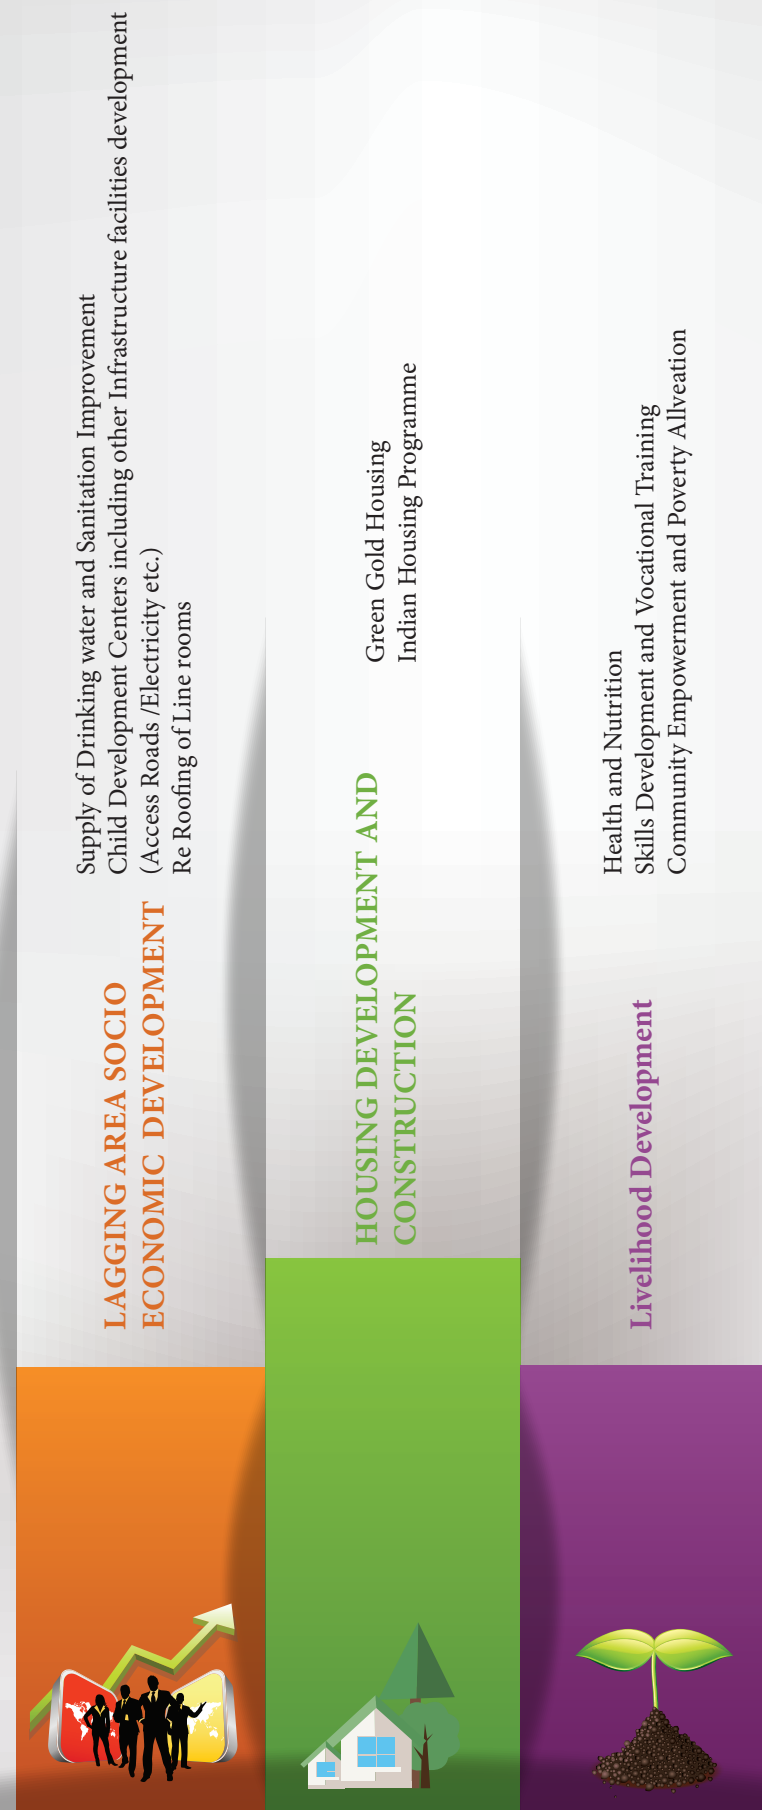 LAGGING AREA SOCIO
ECONOMIC DEVELOPMENT
Supply of Drinking water and Sanitation Improvement
Child Development Centers including other Infrastructure facilities development
(Access Roads /Electricity etc.)
Re Roofing of Line rooms
HOUSING DEVELOPMENT AND
CONSTRUCTION
Green Gold Housing
Indian Housing Programme
Livelihood Development
Health and Nutrition
Skills Development and Vocational Training
Community Empowerment and Poverty Allveation